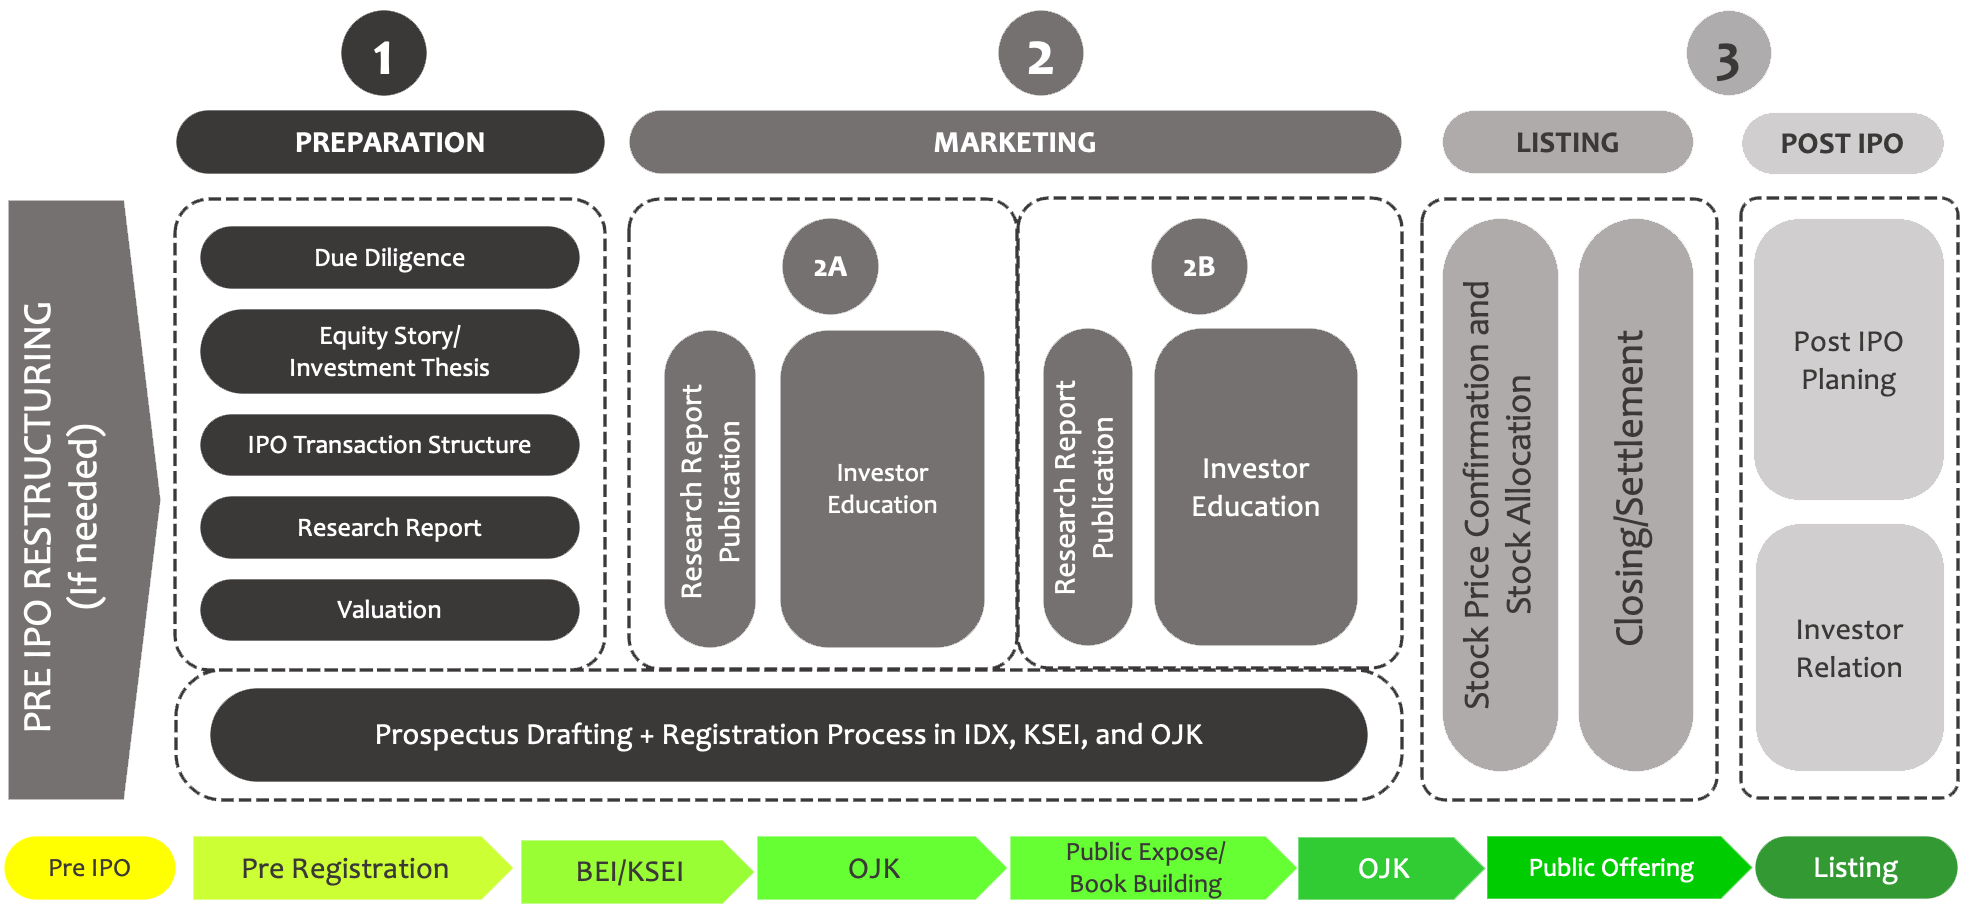 1
2
3
PREPARATION
MARKETING
LISTING
POST IPO
PRE IPO RESTRUCTURING
(If needed)
Due Diligence
Equity Story/
Investment Thesis
IPO Transaction Structure
Research Report
Valuation
2A
Research Report
Publication
Investor
Education
2B
Research Report
Publication
Investor
Education
Stock Price Confirmation and
Stock Allocation
Closing/Settlement
Post IPO
Planing
Investor
Relation
Prospectus Drafting + Registration Process in IDX, KSEI, and OJK
Pre IPO
Pre Registration
BEI/KSEI
OJK
Public Expose/
Book Building
OJK
Public Offering
Listing